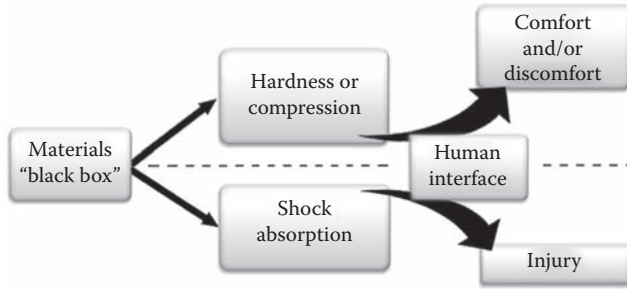 Comfort
and/or
discomfort
Hardness or
compression
Materials
“black box”
Human
interface
Shock
absorption
Injury